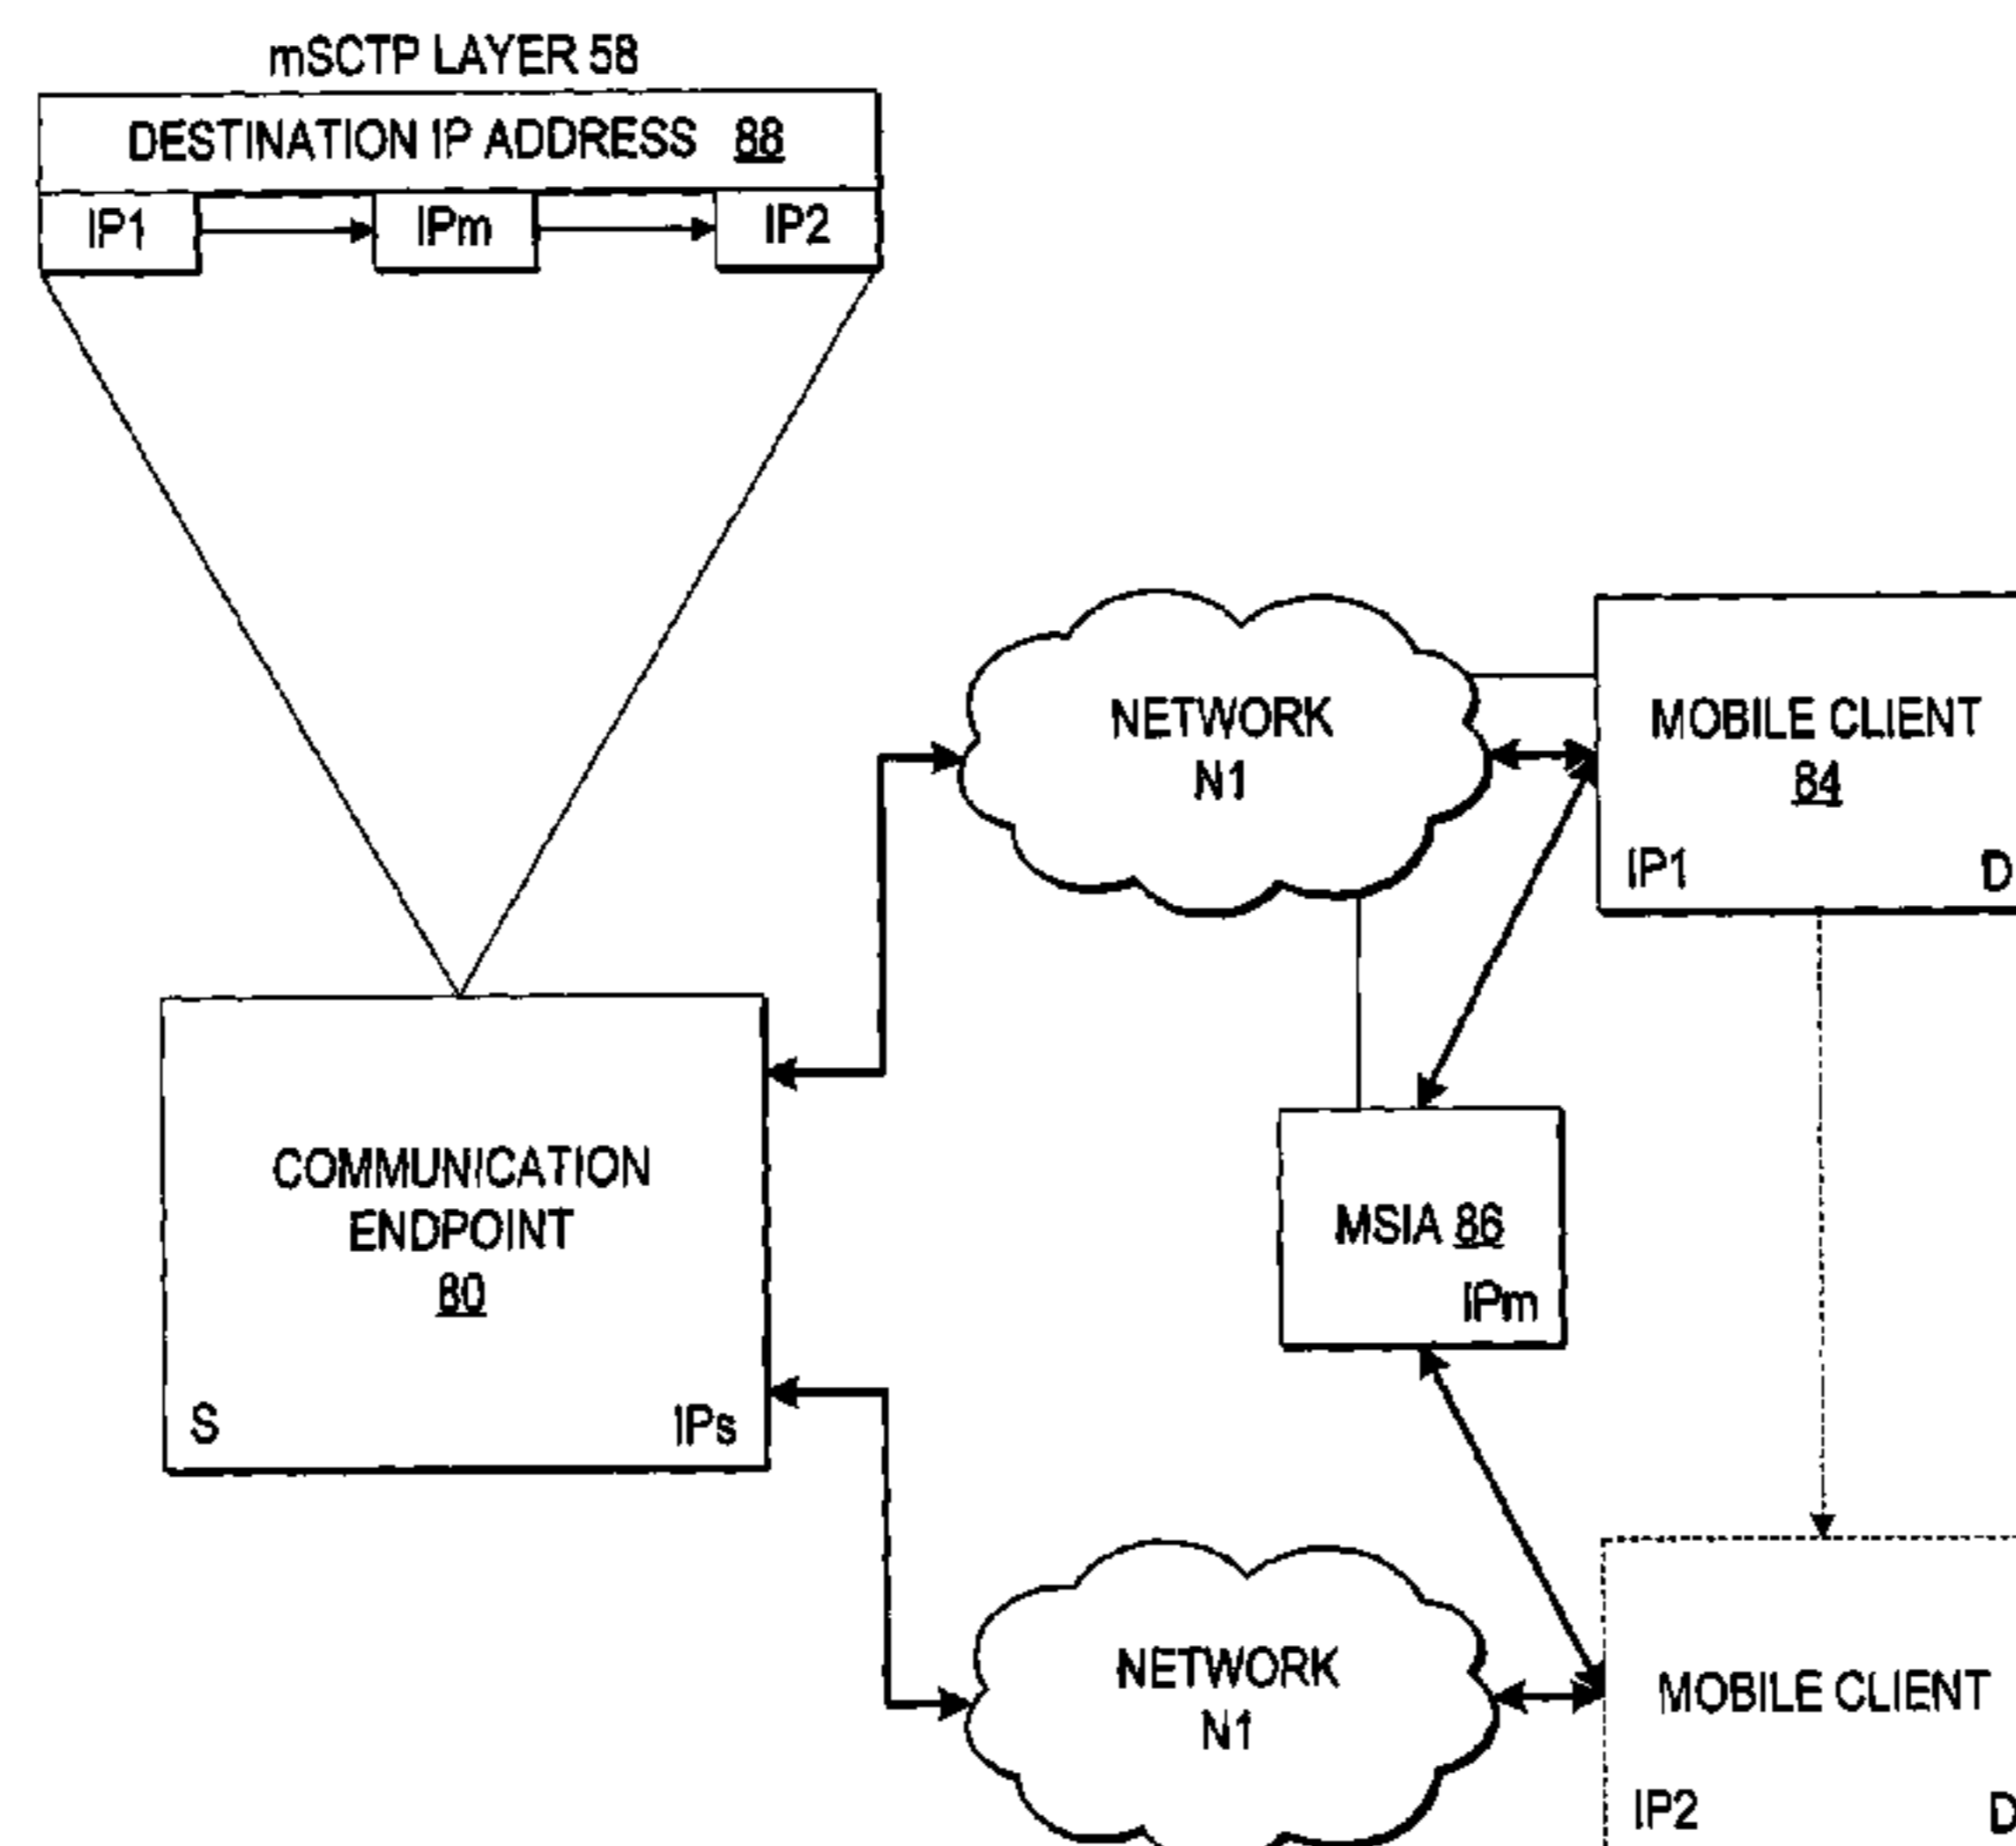 mSCTP LAYER 58
DESTINATION IP ADDRESS 88
IP1
IPm
IP2
NETWORK
N1
MOBILE CLIENT
84
IP1
D
COMMUNICATION
ENDPOINT
80
S
IPs
MSIA 86
IPm
NETWORK
N1
MOBILE CLIENT
IP2
D